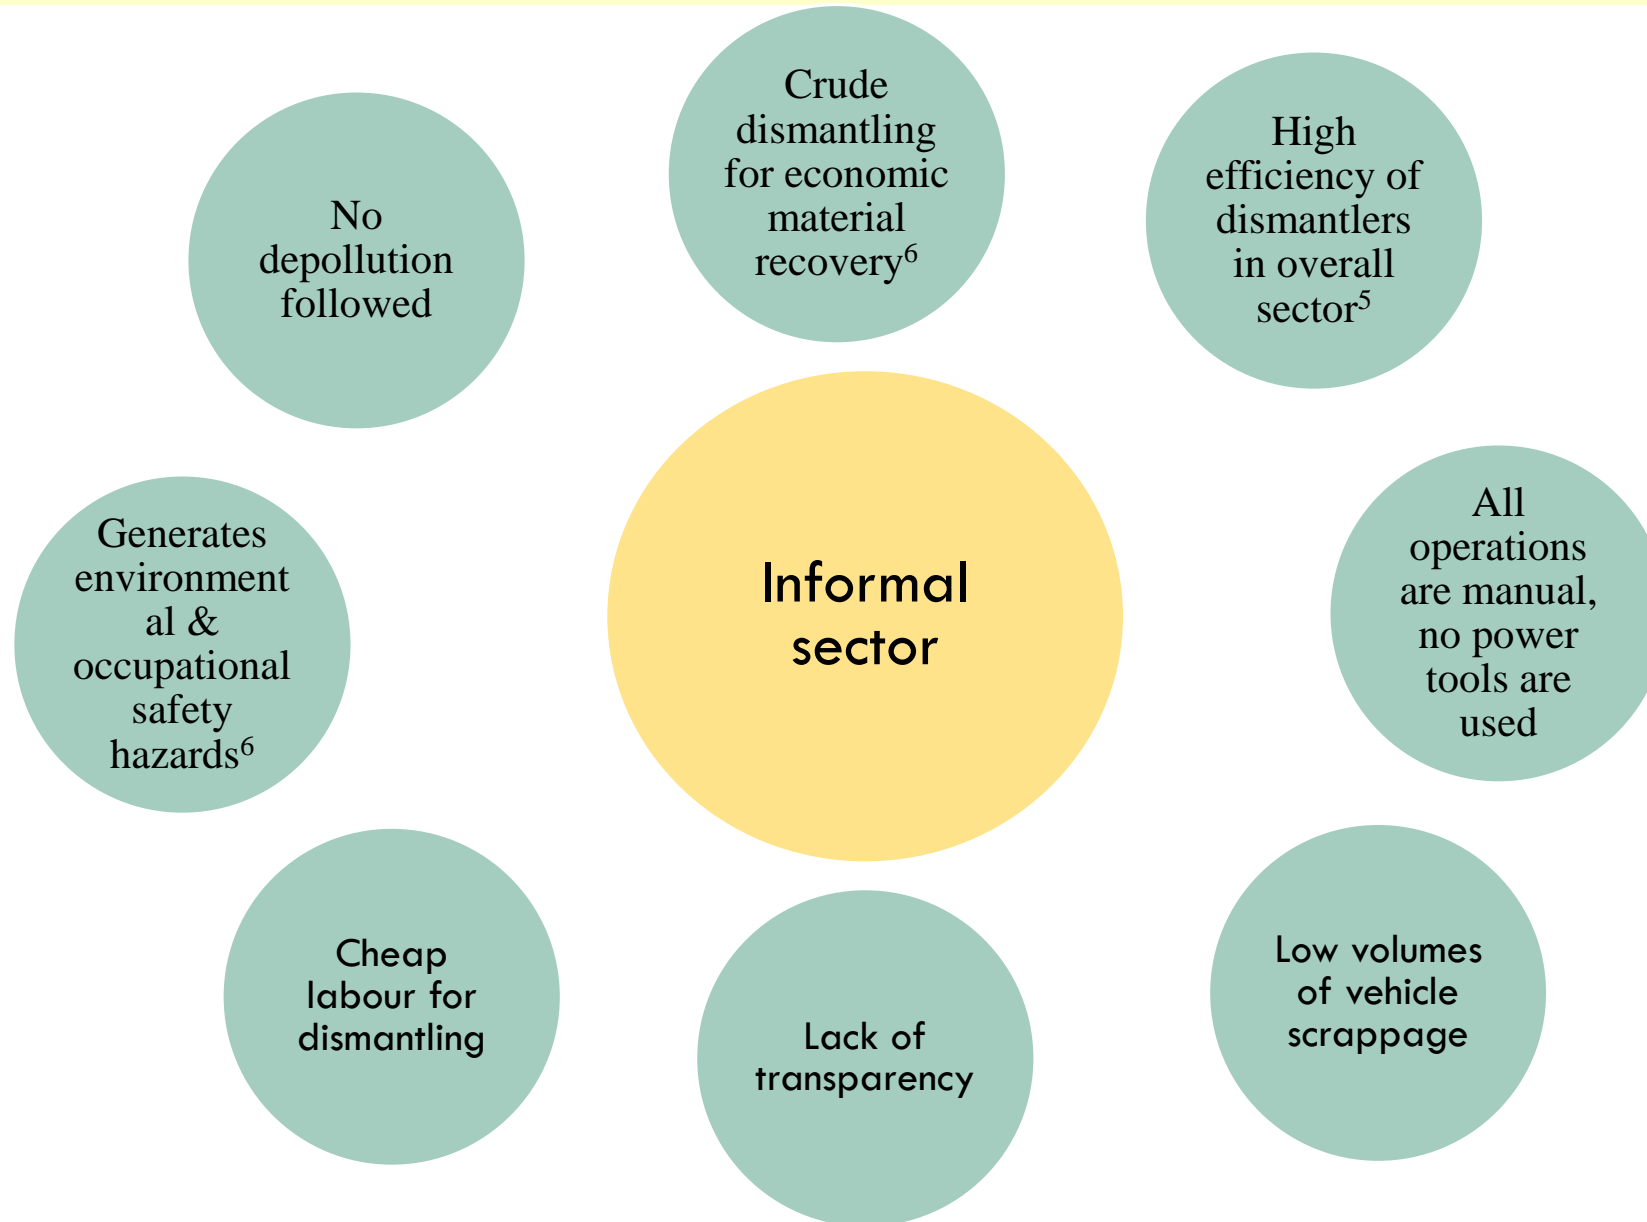 Crude
dismantling
for economic
material
recovery⁶
High
efficiency of
dismantlers
in overall
sector⁵
All
operations
are manual,
no power
tools are
used
Low volumes
of vehicle
scrappage
Lack of
transparency
Cheap
labour for
dismantling
Generates
environment
al &
occupational
safety
hazards⁶
No
depollution
followed
Informal
sector